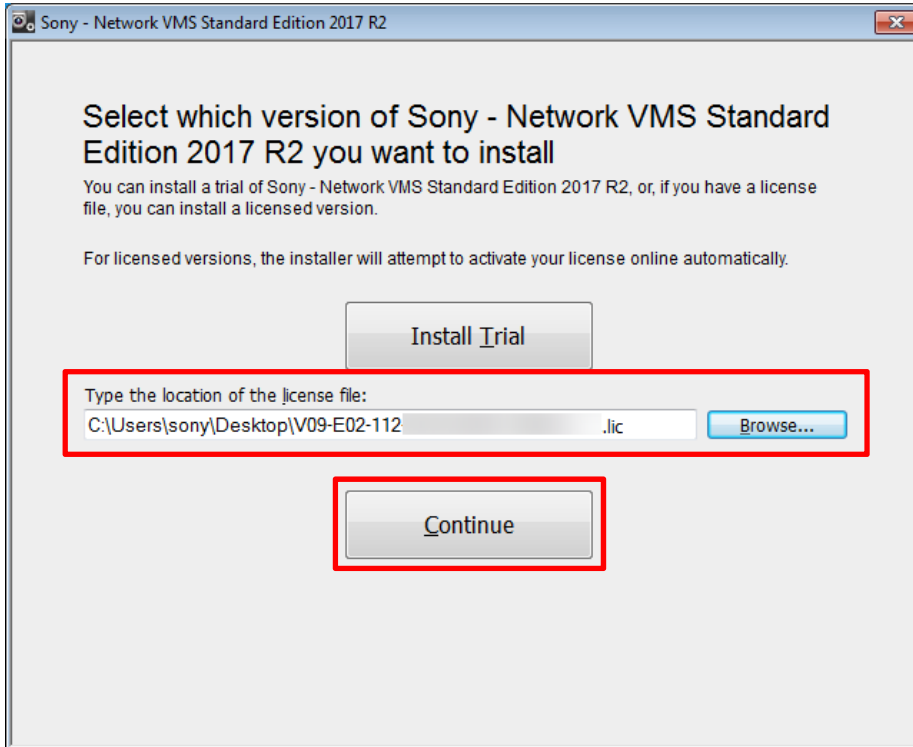 Sony - Network VMS Standard Edition 2017 R2
Select which version of Sony - Network VMS Standard
Edition 2017 R2 you want to install
You can install a trial of Sony - Network VMS Standard Edition 2017 R2, or, if you have a license
file, you can install a licensed version.
For licensed versions, the installer will attempt to activate your license online automatically.
Install Trial
Type the location of the license file:
C:\Users\sony\Desktop\V09-E02-112 .lic Browse...
Continue